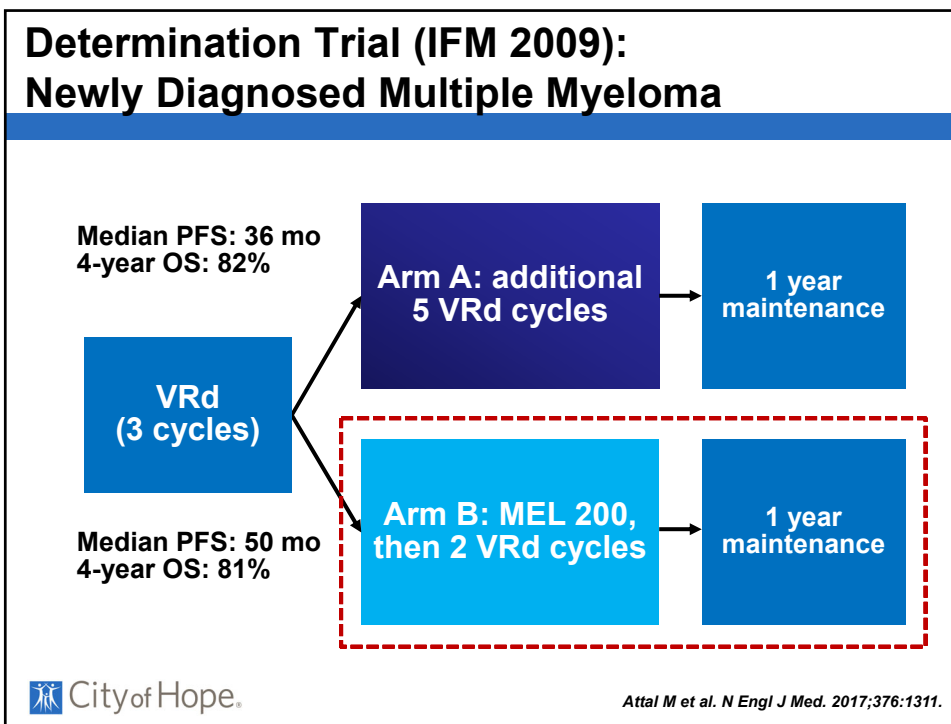 Determination Trial (IFM 2009):
Newly Diagnosed Multiple Myeloma
Median PFS: 36 mo
4-year OS: 82%
Arm A: additional
5 VRd cycles
1 year
maintenance
VRd
(3 cycles)
Median PFS: 50 mo
4-year OS: 81%
Arm B: MEL 200,
then 2 VRd cycles
1 year
maintenance
City of Hope®
Attal M et al. N Engl J Med. 2017;376:1311.